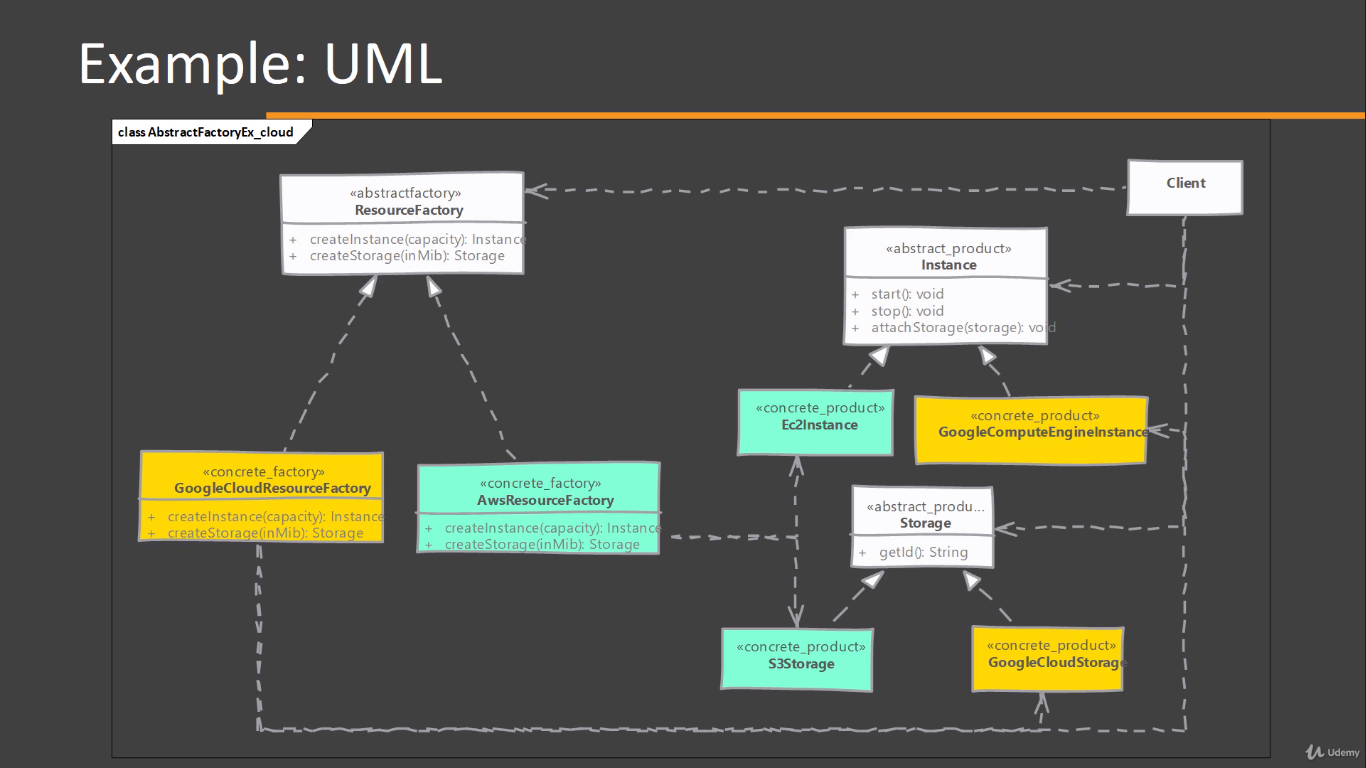 Example: UML
class AbstractFactoryEx_cloud
«abstractfactory»
ResourceFactory
+ createInstance(capacity): Instance
+ createStorage(inMib): Storage
Client
«abstract_product»
Instance
+ start(): void
+ stop(): void
+ attachStorage(storage): void
«concrete_product»
Ec2Instance
«concrete_product»
GoogleComputeEngineInstance
«concrete_factory»
GoogleCloudResourceFactory
+ createInstance(capacity): Instance
+ createStorage(inMib): Storage
«concrete_factory»
AwsResourceFactory
+ createInstance(capacity): Instance
+ createStorage(inMib): Storage
«abstract_produ...
Storage
+ getId(): String
«concrete_product»
S3Storage
«concrete_product»
GoogleCloudStorage
Udemy